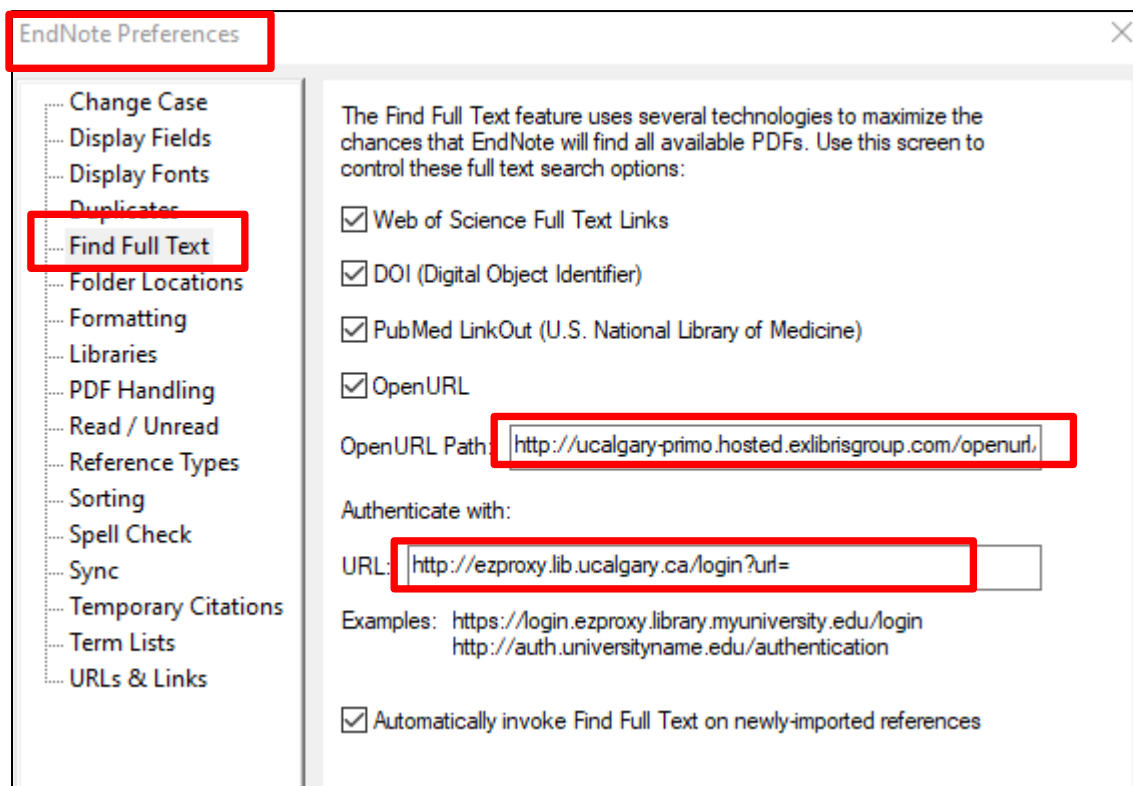 EndNote Preferences
Change Case
Display Fields
Display Fonts
Duplicates
Find Full Text
Folder Locations
Formatting
Libraries
PDF Handling
Read / Unread
Reference Types
Sorting
Spell Check
Sync
Temporary Citations
Term Lists
URLs & Links
The Find Full Text feature uses several technologies to maximize the
chances that EndNote will find all available PDFs. Use this screen to
control these full text search options:
Web of Science Full Text Links
DOI (Digital Object Identifier)
PubMed LinkOut (U.S. National Library of Medicine)
OpenURL
OpenURL Path: http://ucalgary-primo.hosted.exlibrisgroup.com/openurl/
Authenticate with:
URL: http://ezproxy.lib.ucalgary.ca/login?url=
Examples: https://login.ezproxy.library.myuniversity.edu/login
http://auth.universityname.edu/authentication
Automatically invoke Find Full Text on newly-imported references